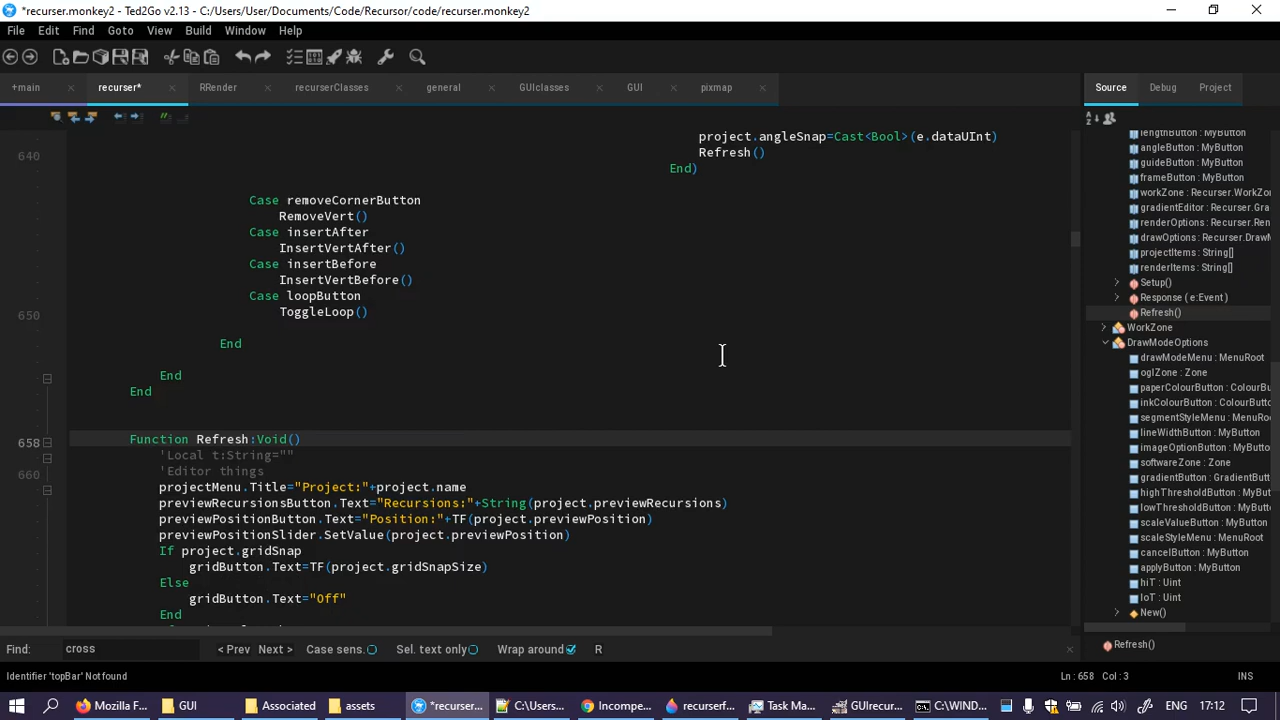 *recurser.monkey2 - Ted2Go v2.13 - C:/Users/User/Documents/Code/Recursor/code/recurser.monkey2
File Edit Find Goto View Build Window Help
+main recurser* RRender recurserClasses general GUIclasses GUI pixmap Source Debug Project
project.angleSnap=Cast<Bool>(e.dataUInt)
640
Refresh()
End)
Case removeCornerButton
RemoveVert()
Case insertAfter
InsertVertAfter()
Case insertBefore
InsertVertBefore()
Case loopButton
650 ToggleLoop()
End
End
End
658 Function Refresh:Void()
'Local t:String=""
660 'Editor things
projectMenu.Title="Project:"+project.name
previewRecursionsButton.Text="Recursions:"+String(project.previewRecursions)
previewPositionButton.Text="Position:"+TF(project.previewPosition)
previewPositionSlider.SetValue(project.previewPosition)
If project.gridSnap
gridButton.Text=TF(project.gridSnapSize)
Else
gridButton.Text="Off"
End
lengthButton : MyButton
angleButton : MyButton
guideButton : MyButton
frameButton : MyButton
workZone : Recurser.WorkZo
gradientEditor : Recurser.Gra
renderOptions : Recurser.Ren
drawOptions : Recurser.DrawM
projectItems : String[]
renderItems : String[]
Setup()
Response ( e:Event )
Refresh()
WorkZone
DrawModeOptions
drawModeMenu : MenuRoot
oglZone : Zone
paperColourButton : ColourBu
inkColourButton : ColourButto
segmentStyleMenu : MenuRo
lineWidthButton : MyButton
imageOptionButton : MyButto
softwareZone : Zone
gradientButton : GradientButt
highThresholdButton : MyBut
lowThresholdButton : MyButt
scaleValueButton : MyButton
scaleStyleMenu : MenuRoot
cancelButton : MyButton
applyButton : MyButton
hiT : Uint
loT : Uint
New()
Refresh()
Find: cross < Prev Next > Case sens. Sel. text only Wrap around R
Identifier 'topBar' Not found Ln : 658 Col : 3 INS
Mozilla F... GUI Associated assets *recurser... C:\Users\... Incompe... recurserf... Task Ma... GUIrecur... C:\WIND... ENG 17:12